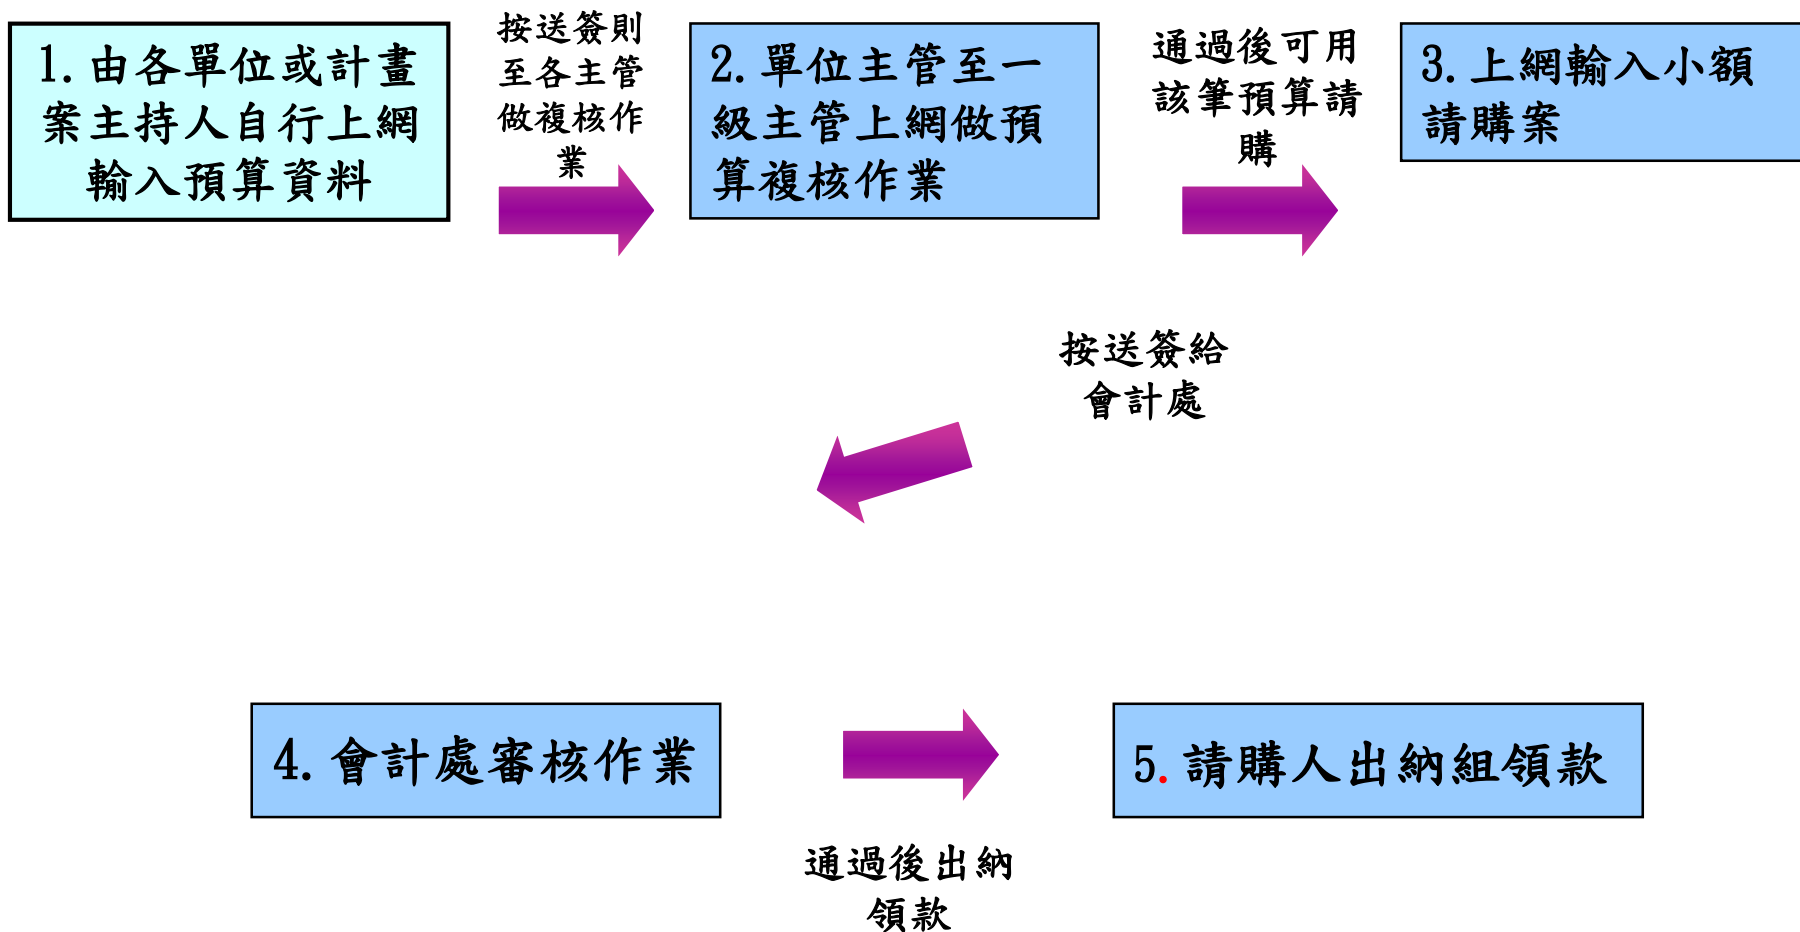 1. 由各單位或計畫
案主持人自行上網
輸入預算資料
按送簽則
至各主管
做複核作
業
2. 單位主管至一
級主管上網做預
算複核作業
通過後可用
該筆預算請
購
3. 上網輸入小額
請購案
按送簽給
會計處
4. 會計處審核作業
通過後出納
領款
5. 請購人出納組領款